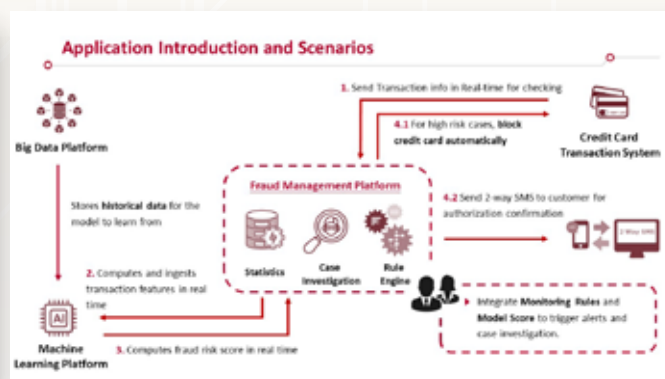 Application Introduction and Scenarios
1. Send Transaction info in Real-time for checking
4.1 For high risk cases, block
credit card automatically
Big Data Platform
Credit Card
Transaction System
Stores historical data for the
model to learn from
Fraud Management Platform
Statistics
Case
Investigation
Rule
Engine
4.2 Send 2-way SMS to customer for
authorization confirmation
2 Way SMS
2. Computes and ingests
transaction features in real
time
AI
Machine
Learning Platform
3. Computes fraud risk score in real time
Integrate Monitoring Rules and
Model Score to trigger alerts and
case investigation.